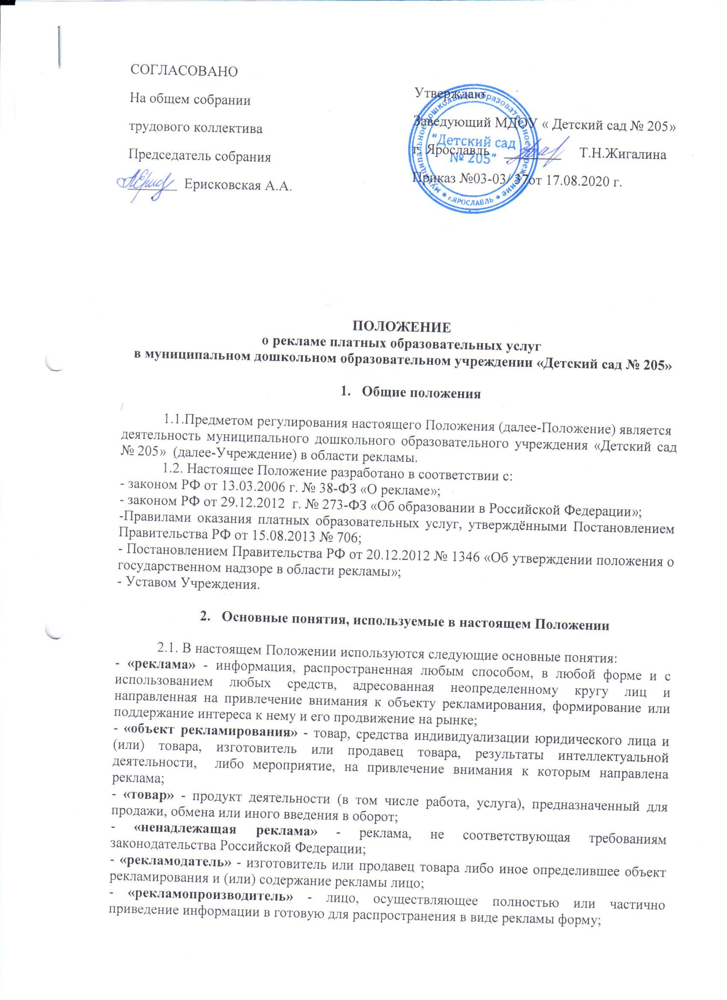 СОГЛАСОВАНО
На общем собрании
трудового коллектива
Председатель собрания
Ерисковская А.А.
Утверждаю
Заведующий МДОУ « Детский сад № 205»
г. Ярославль Т.Н.Жигалина
Приказ №03-03/ 37от 17.08.2020 г.
муниципальное дошкольное образовательное учреждение * г.ЯРОСЛАВЛЬ *
“Детский сад
№ 205”
ПОЛОЖЕНИЕ
о рекламе платных образовательных услуг
в муниципальном дошкольном образовательном учреждении «Детский сад № 205»
1. Общие положения
1.1.Предметом регулирования настоящего Положения (далее-Положение) является
деятельность муниципального дошкольного образовательного учреждения «Детский сад
№ 205» (далее-Учреждение) в области рекламы.
1.2. Настоящее Положение разработано в соответствии с:
- законом РФ от 13.03.2006 г. № 38-ФЗ «О рекламе»;
- законом РФ от 29.12.2012 г. № 273-ФЗ «Об образовании в Российской Федерации»;
-Правилами оказания платных образовательных услуг, утверждёнными Постановлением
Правительства РФ от 15.08.2013 № 706;
- Постановлением Правительства РФ от 20.12.2012 № 1346 «Об утверждении положения о
государственном надзоре в области рекламы»;
- Уставом Учреждения.
2. Основные понятия, используемые в настоящем Положении
2.1. В настоящем Положении используются следующие основные понятия:
- «реклама» - информация, распространенная любым способом, в любой форме и с
использованием любых средств, адресованная неопределенному кругу лиц и
направленная на привлечение внимания к объекту рекламирования, формирование или
поддержание интереса к нему и его продвижение на рынке;
- «объект рекламирования» - товар, средства индивидуализации юридического лица и
(или) товара, изготовитель или продавец товара, результаты интеллектуальной
деятельности, либо мероприятие, на привлечение внимания к которым направлена
реклама;
- «товар» - продукт деятельности (в том числе работа, услуга), предназначенный для
продажи, обмена или иного введения в оборот;
- «ненадлежащая реклама» - реклама, не соответствующая требованиям
законодательства Российской Федерации;
- «рекламодатель» - изготовитель или продавец товара либо иное определившее объект
рекламирования и (или) содержание рекламы лицо;
- «рекламопроизводитель» - лицо, осуществляющее полностью или частично
приведение информации в готовую для распространения в виде рекламы форму;